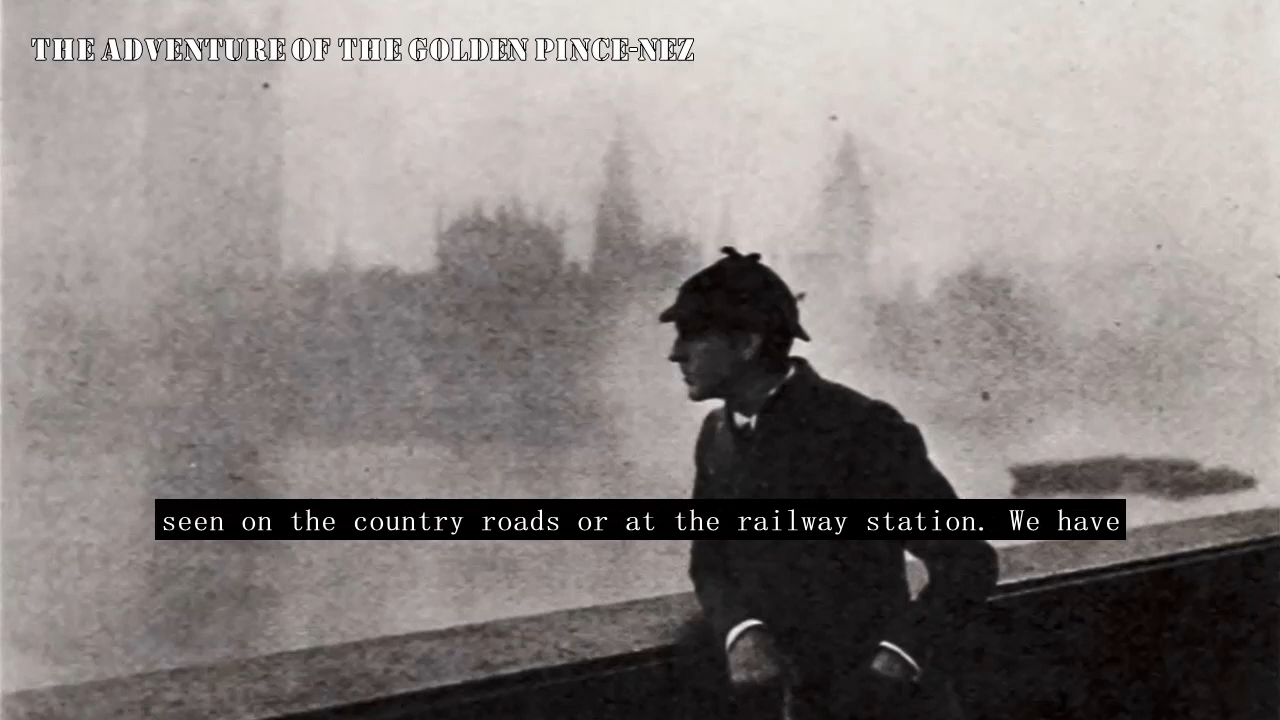 THE ADVENTURE OF THE GOLDEN PINCE-NEZ
seen on the country roads or at the railway station. We have